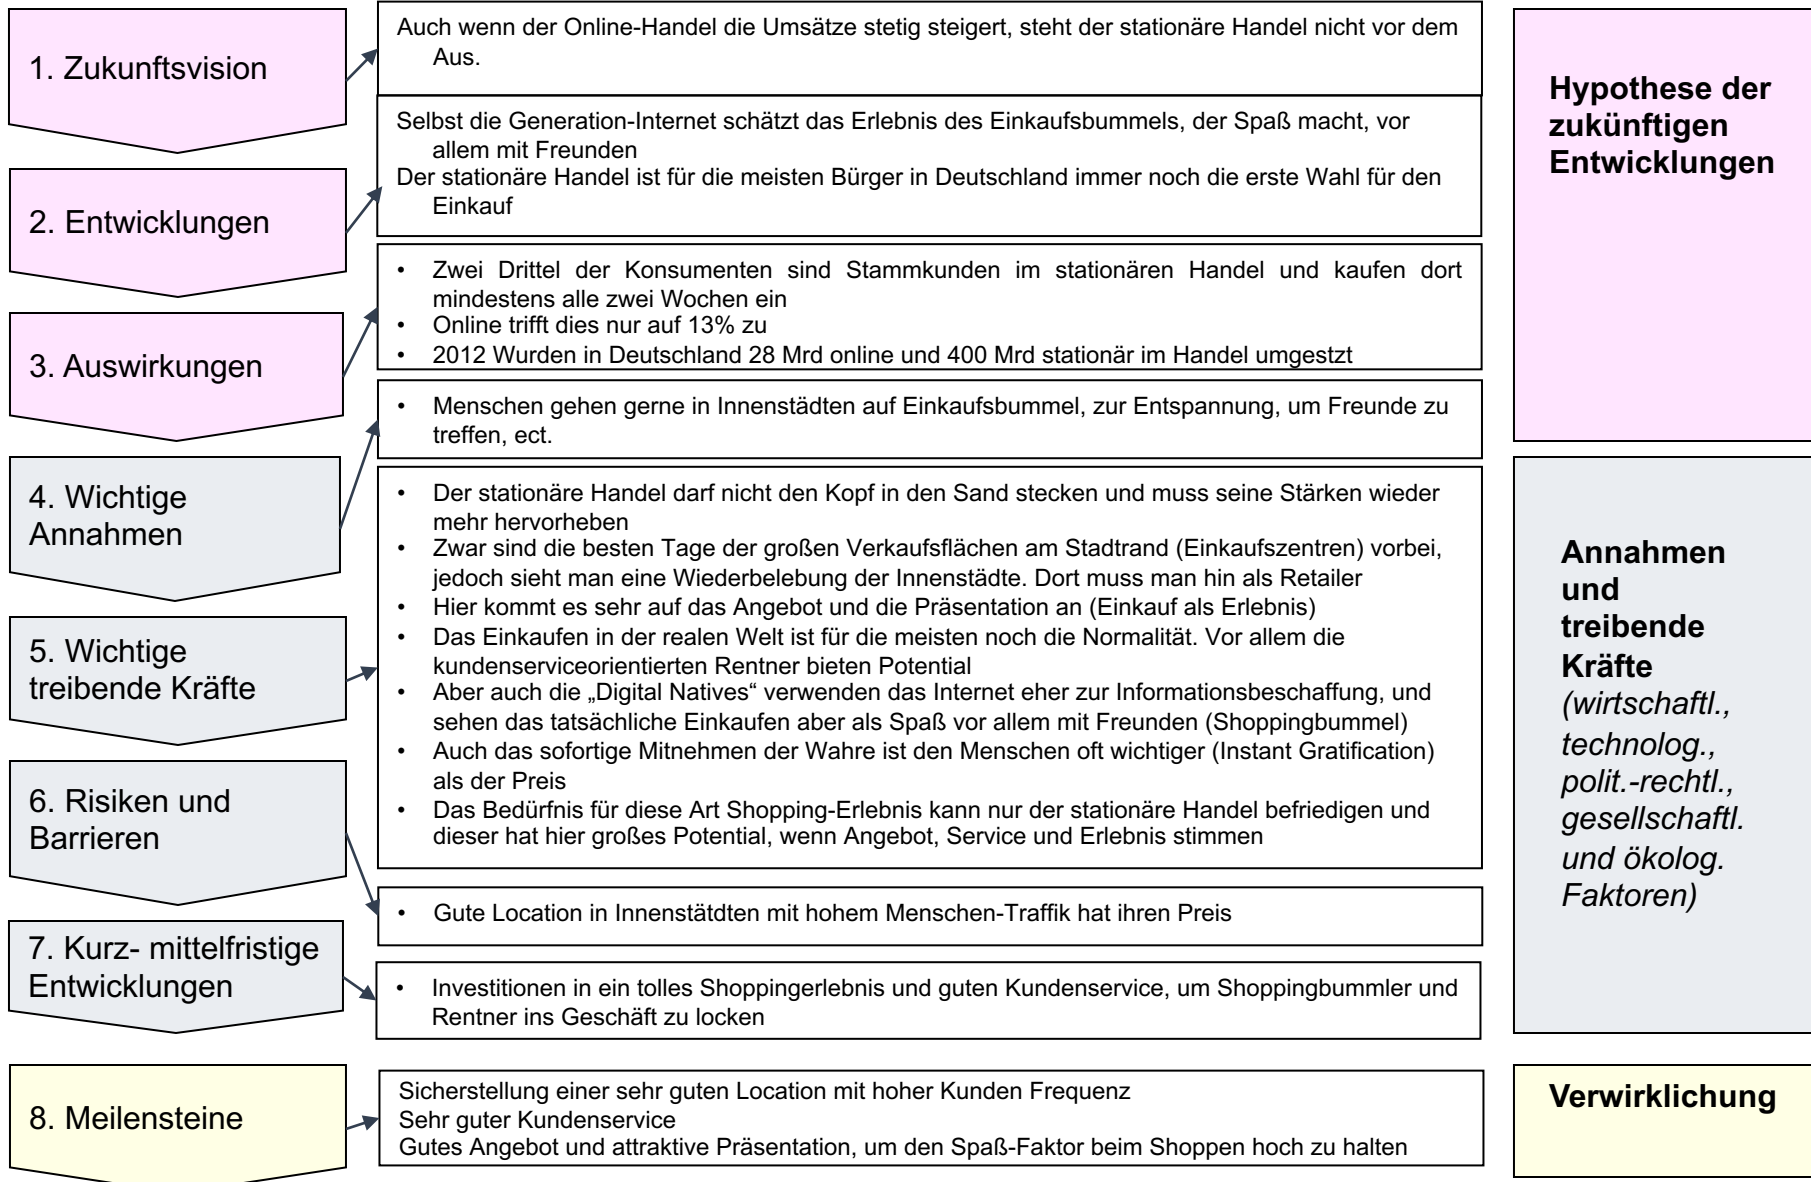 1. Zukunftsvision
Auch wenn der Online-Handel die Umsätze stetig steigert, steht der stationäre Handel nicht vor dem
Aus.
2. Entwicklungen
Selbst die Generation-Internet schätzt das Erlebnis des Einkaufsbummels, der Spaß macht, vor
allem mit Freunden
Der stationäre Handel ist für die meisten Bürger in Deutschland immer noch die erste Wahl für den
Einkauf
3. Auswirkungen
• Zwei Drittel der Konsumenten sind Stammkunden im stationären Handel und kaufen dort
mindestens alle zwei Wochen ein
• Online trifft dies nur auf 13% zu
• 2012 Wurden in Deutschland 28 Mrd online und 400 Mrd stationär im Handel umgestzt
Hypothese der
zukünftigen
Entwicklungen
4. Wichtige
Annahmen
• Menschen gehen gerne in Innenstädten auf Einkaufsbummel, zur Entspannung, um Freunde zu
treffen, ect.
5. Wichtige
treibende Kräfte
• Der stationäre Handel darf nicht den Kopf in den Sand stecken und muss seine Stärken wieder
mehr hervorheben
• Zwar sind die besten Tage der großen Verkaufsflächen am Stadtrand (Einkaufszentren) vorbei,
jedoch sieht man eine Wiederbelebung der Innenstädte. Dort muss man hin als Retailer
• Hier kommt es sehr auf das Angebot und die Präsentation an (Einkauf als Erlebnis)
• Das Einkaufen in der realen Welt ist für die meisten noch die Normalität. Vor allem die
kundenserviceorientierten Rentner bieten Potential
• Aber auch die „Digital Natives“ verwenden das Internet eher zur Informationsbeschaffung, und
sehen das tatsächliche Einkaufen aber als Spaß vor allem mit Freunden (Shoppingbummel)
• Auch das sofortige Mitnehmen der Wahre ist den Menschen oft wichtiger (Instant Gratification)
als der Preis
• Das Bedürfnis für diese Art Shopping-Erlebnis kann nur der stationäre Handel befriedigen und
dieser hat hier großes Potential, wenn Angebot, Service und Erlebnis stimmen
6. Risiken und
Barrieren
• Gute Location in Innenstätdten mit hohem Menschen-Traffik hat ihren Preis
7. Kurz- mittelfristige
Entwicklungen
• Investitionen in ein tolles Shoppingerlebnis und guten Kundenservice, um Shoppingbummler und
Rentner ins Geschäft zu locken
Annahmen
und
treibende
Kräfte
(wirtschaftl.,
technolog.,
polit.-rechtl.,
gesellschaftl.
und ökolog.
Faktoren)
8. Meilensteine
Sicherstellung einer sehr guten Location mit hoher Kunden Frequenz
Sehr guter Kundenservice
Gutes Angebot und attraktive Präsentation, um den Spaß-Faktor beim Shoppen hoch zu halten
Verwirklichung